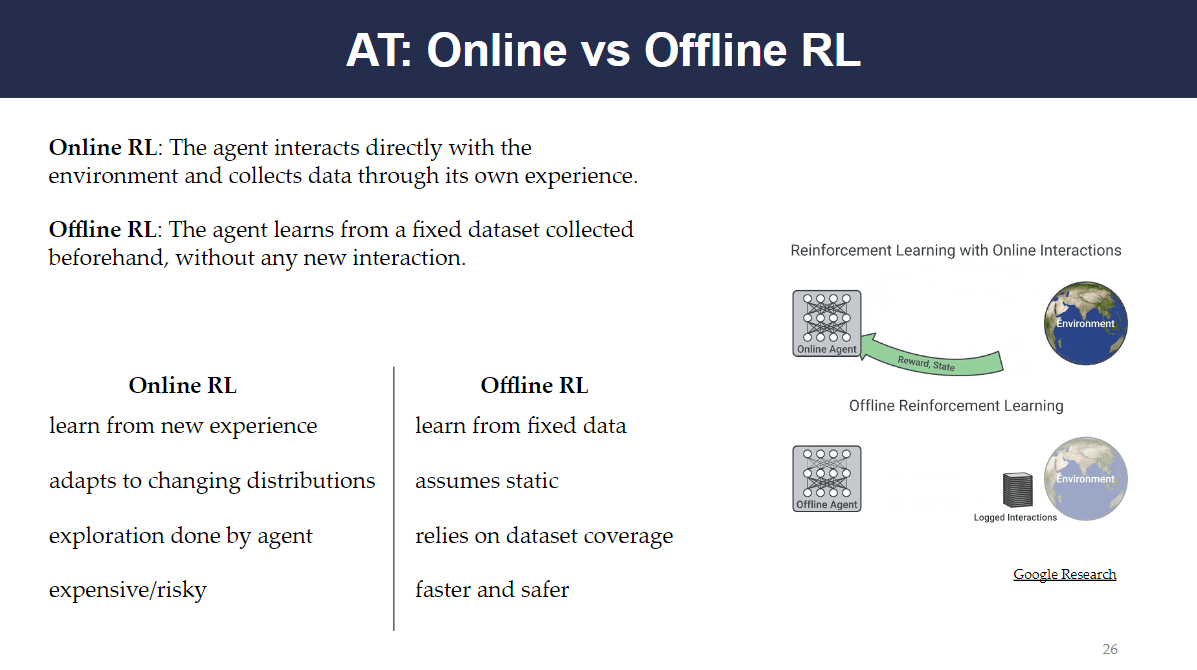 AT: Online vs Offline RL
Online RL: The agent interacts directly with the
environment and collects data through its own experience.
Offline RL: The agent learns from a fixed dataset collected
beforehand, without any new interaction.
Online RL
learn from new experience
adapts to changing distributions
exploration done by agent
expensive/risky
Offline RL
learn from fixed data
assumes static
relies on dataset coverage
faster and safer
Reinforcement Learning with Online Interactions
Online Agent
Reward, State
Environment
Offline Reinforcement Learning
Offline Agent
Logged Interactions
Environment
Google Research
26